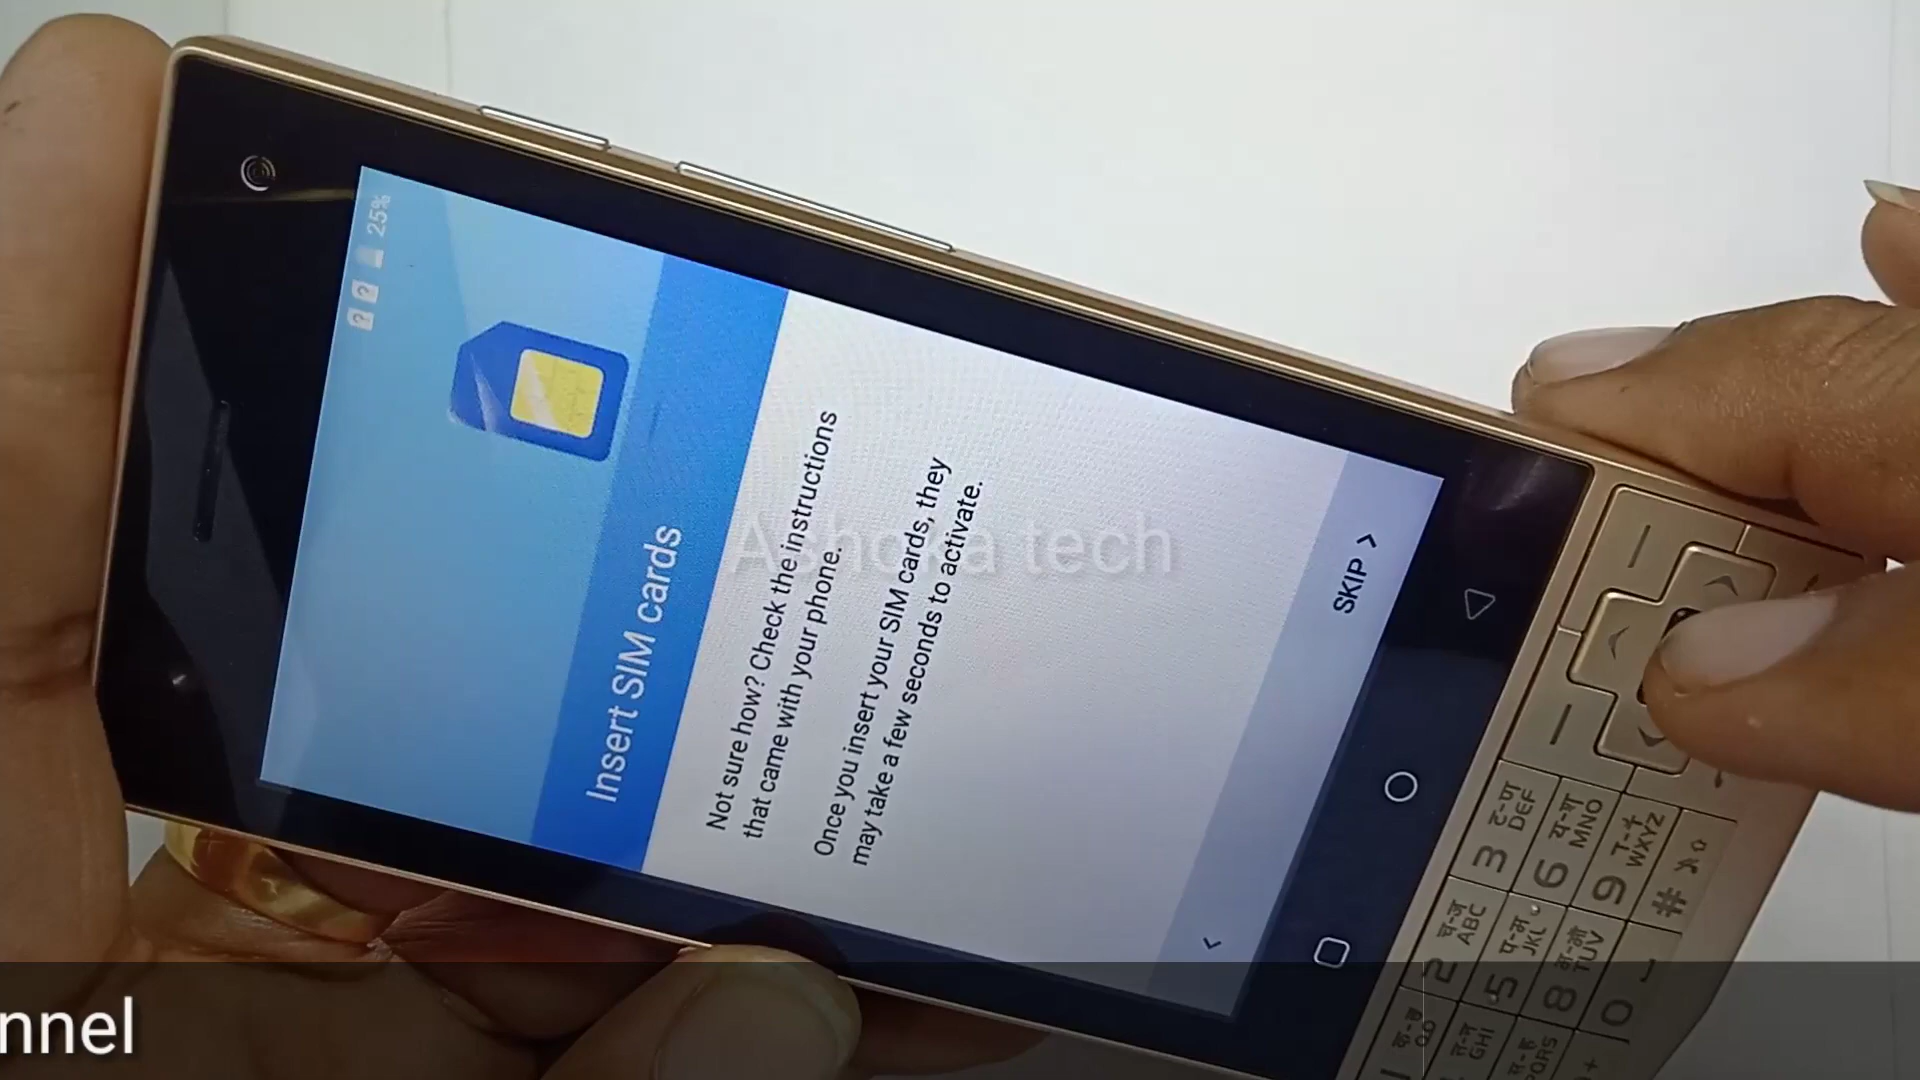 25%
Insert SIM cards
Not sure how? Check the instructions
that came with your phone.
Once you insert your SIM cards, they
may take a few seconds to activate.
SKIP >
<
Ashoka tech
3 ट-ण DEF
6 य-श MNO
9 WXYZ
#
2 च-ञ ABC
5 प-म JKL
8 TUV
0
1 क-ङ
GHI
PQRS
+
nnel